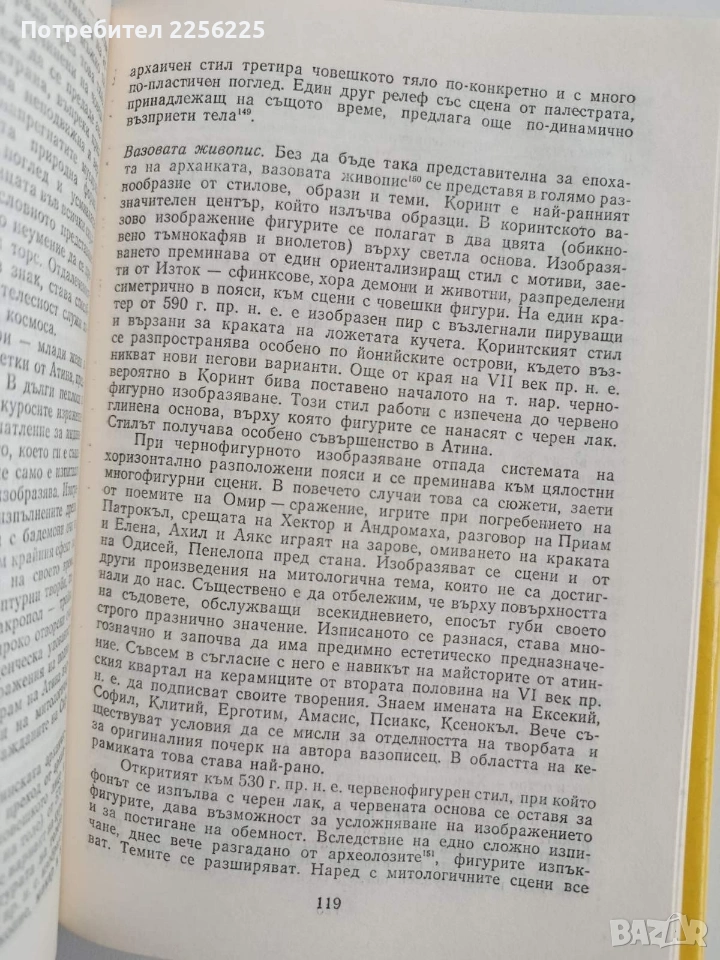 Потребител 2256225
архаичен стил третира човешкото тяло по-конкретно и с много
по-пластичен поглед. Един друг релеф със сцена от палестрата,
принадлежащ на същото време, предлага още по-динамично
възприети тела¹⁴⁹.
Вазовата живопис. Без да бъде така представителна за епоха-
та на архаиката, вазовата живопис¹⁵⁰ се представя в голямо раз-
нообразие от стилове, образи и теми. Коринт е най-ранният
значителен център, който излъчва образци. В коринтското ва-
зово изображение фигурите се полагат в два цвята (обикно-
вено тъмнокафяв и виолетов) върху светла основа. Изобразя-
ването преминава от един ориентализиращ стил с мотиви, зае-
ти от Изток — сфинксове, хора демони и животни, разпределени
симетрично в пояси, към сцени с човешки фигури. На един кра-
тер от 590 г. пр. н. е. е изобразен пир с възлегнали пируващи
и вързани за краката на ложетата кучета. Коринтският стил
се разпространява особено по йонийските острови, където въз-
никват нови негови варианти. Още от края на VII век пр. н. е.
вероятно в Коринт бива поставено началото на т. нар. черно-
фигурно изобразяване. Този стил работи с изпечена до червено
глинена основа, върху която фигурите се нанасят с черен лак.
Стилът получава особено съвършенство в Атина.
При чернофигурното изобразяване отпада системата на
хоризонтално разположени пояси и се преминава към цялостни
многофигурни сцени. В повечето случаи това са сюжети, заети
от поемите на Омир — сражение, игрите при погребението на
Патрокъл, срещата на Хектор и Андромаха, разговор на Приам
и Елена, Ахил и Аякс играят на зарове, омиването на краката
на Одисей, Пенелопа пред стана. Изобразяват се сцени и от
други произведения на митологична тема, които не са достиг-
нали до нас. Съществено е да отбележим, че върху повърхността
на съдовете, обслужващи всекидневието, епосът губи своето
строго празнично значение. Изписаното се разнася, става мно-
гозначно и започва да има предимно естетическо предназначе-
ние. Съвсем в съгласие с него е навикът на майсторите от атин-
ския квартал на керамиците от втората половина на VI век пр.
н. е. да подписват своите творения. Знаем имената на Ексекий,
Софил, Клитий, Ерготим, Амасис, Псиакс, Ксенокъл. Вече съ-
ществуват условия да се мисли за отделността на творбата и
за оригиналния почерк на автора вазописец. В областта на ке-
рамиката това става най-рано.
Откритият към 530 г. пр. н. е. червенофигурен стил, при който
фонът се изпълва с черен лак, а червената основа се оставя за
фигурите, дава възможност за усложняване на изображението
и за постигане на обемност. Вследствие на едно сложно изпи-
чане, днес вече разгадано от археолозите¹⁵¹, фигурите изпък-
ват. Темите се разширяват. Наред с митологичните сцени все
119
BAZAR